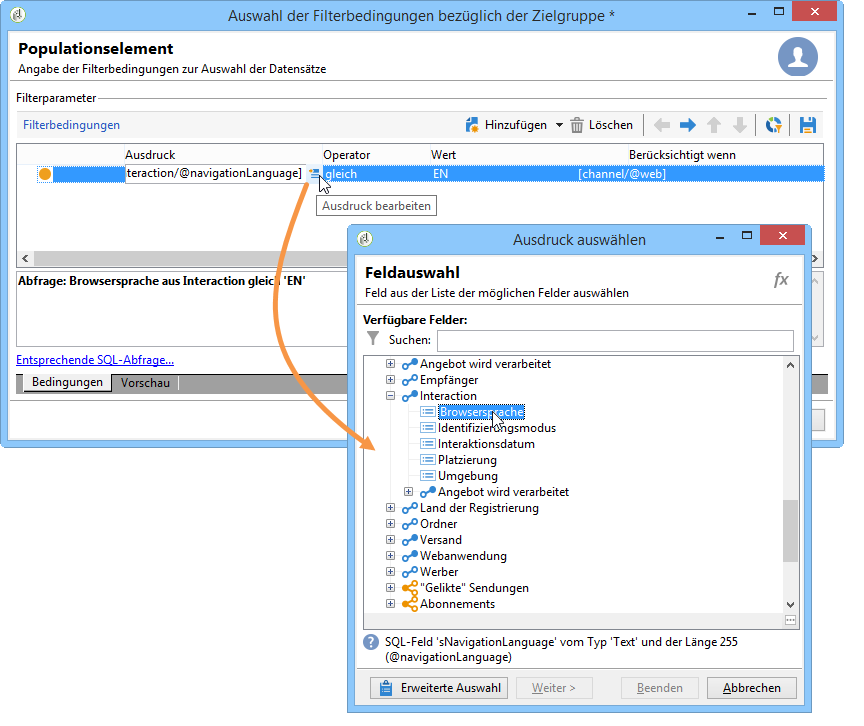 Auswahl der Filterbedingungen bezüglich der Zielgruppe *
Populationselement
Angabe der Filterbedingungen zur Auswahl der Datensätze
Filterparameter
Filterbedingungen
Hinzufügen
Löschen
Ausdruck Operator Wert Berücksichtigt wenn
teraction/@navigationLanguage] gleich EN [channel/@web]
Ausdruck bearbeiten
Abfrage: Browsersprache aus Interaction gleich 'EN'
Entsprechende SQL-Abfrage...
Bedingungen Vorschau
Ausdruck auswählen
Feldauswahl
fx
Feld aus der Liste der möglichen Felder auswählen
Verfügbare Felder:
Suchen:
Angebot wird verarbeitet
Empfänger
Interaction
Browsersprache
Identifizierungsmodus
Interaktionsdatum
Platzierung
Umgebung
Angebot wird verarbeitet
Land der Registrierung
Ordner
Versand
Webanwendung
Werber
"Gelikte" Sendungen
Abonnements
SQL-Feld 'sNavigationLanguage' vom Typ 'Text' und der Länge 255
(@navigationLanguage)
Erweiterte Auswahl Weiter > Beenden Abbrechen